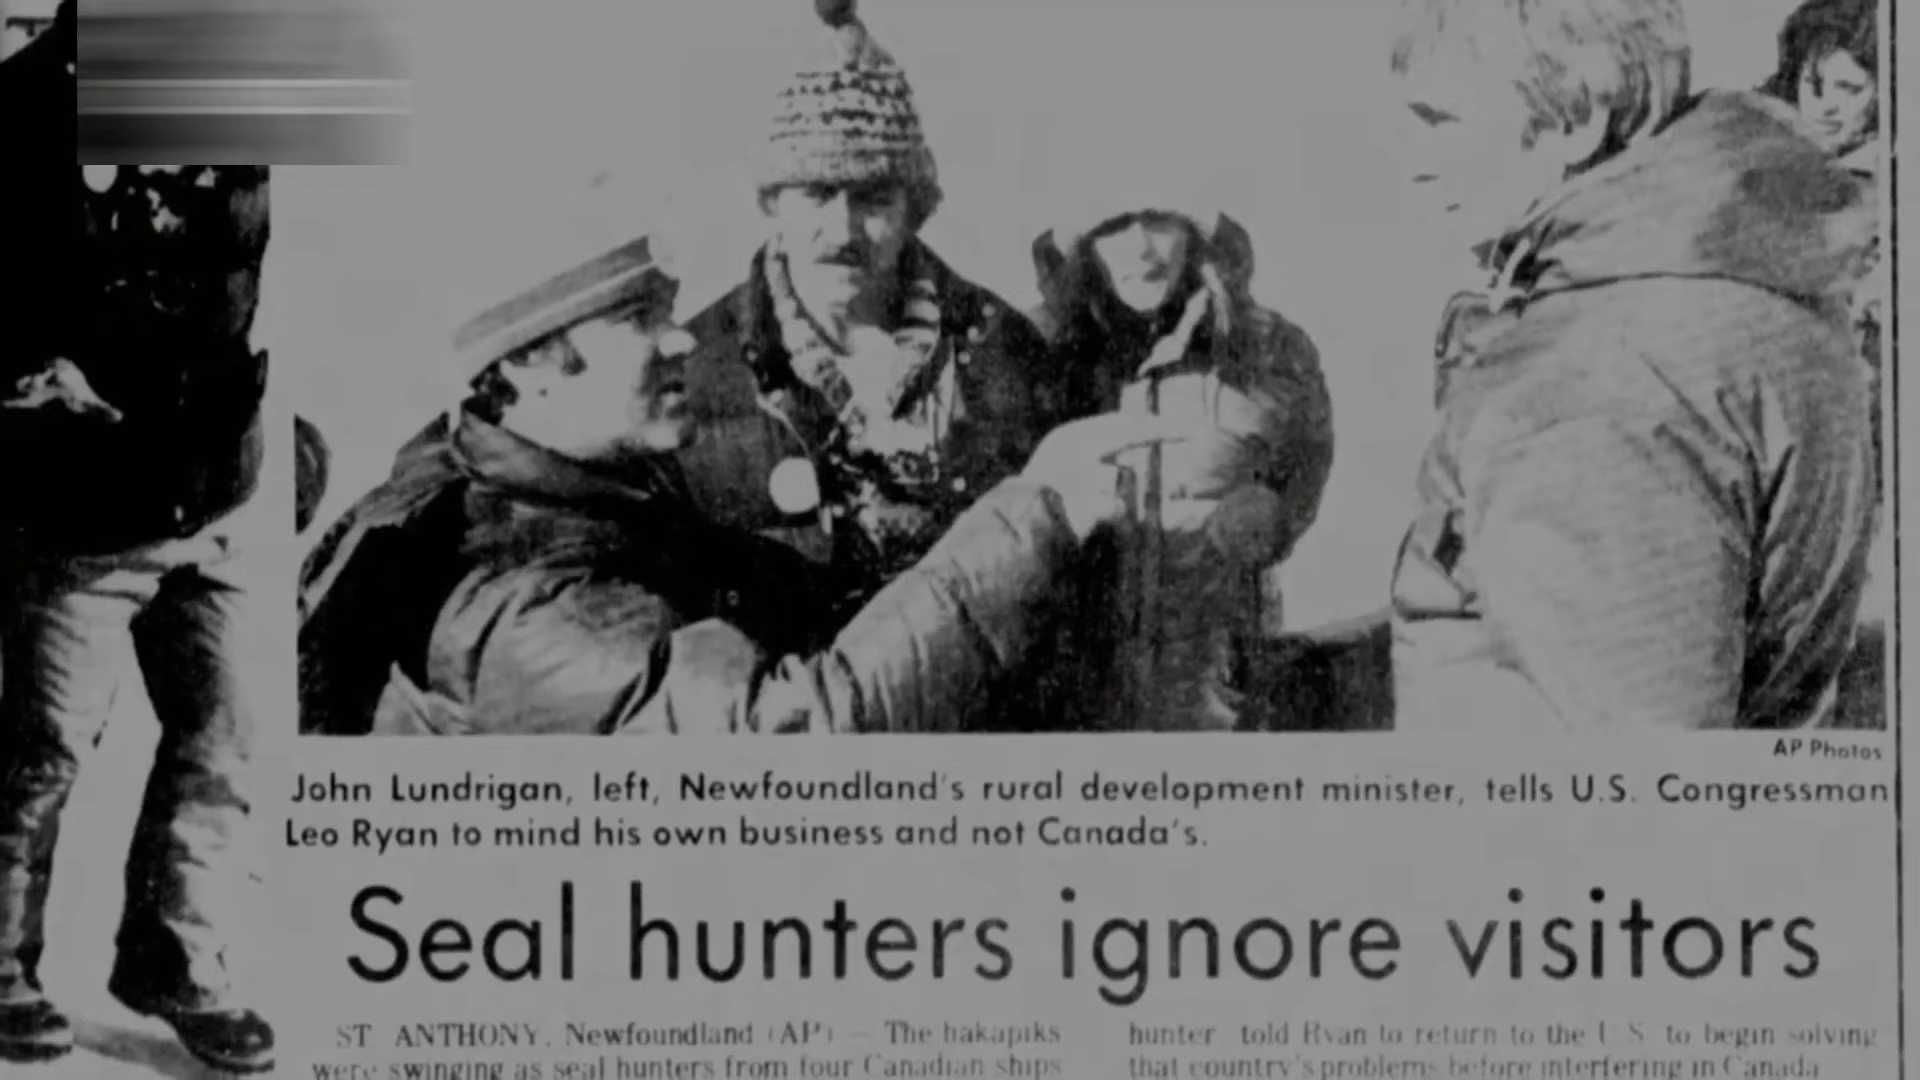 AP Photos
John Lundrigan, left, Newfoundland's rural development minister, tells U.S. Congressman
Leo Ryan to mind his own business and not Canada's.
Seal hunters ignore visitors
ST ANTHONY, Newfoundland (AP) — The hakapiks
were swinging as seal hunters from four Canadian ships
hunter told Ryan to return to the U S to begin solving
that country's problems before interfering in Canada